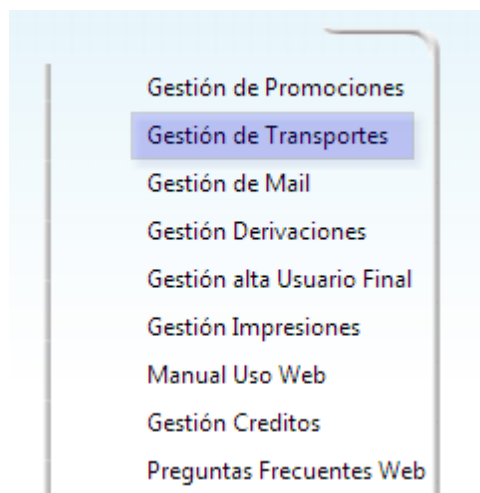 Gestión de Promociones
Gestión de Transportes
Gestión de Mail
Gestión Derivaciones
Gestión alta Usuario Final
Gestión Impresiones
Manual Uso Web
Gestión Creditos
Preguntas Frecuentes Web